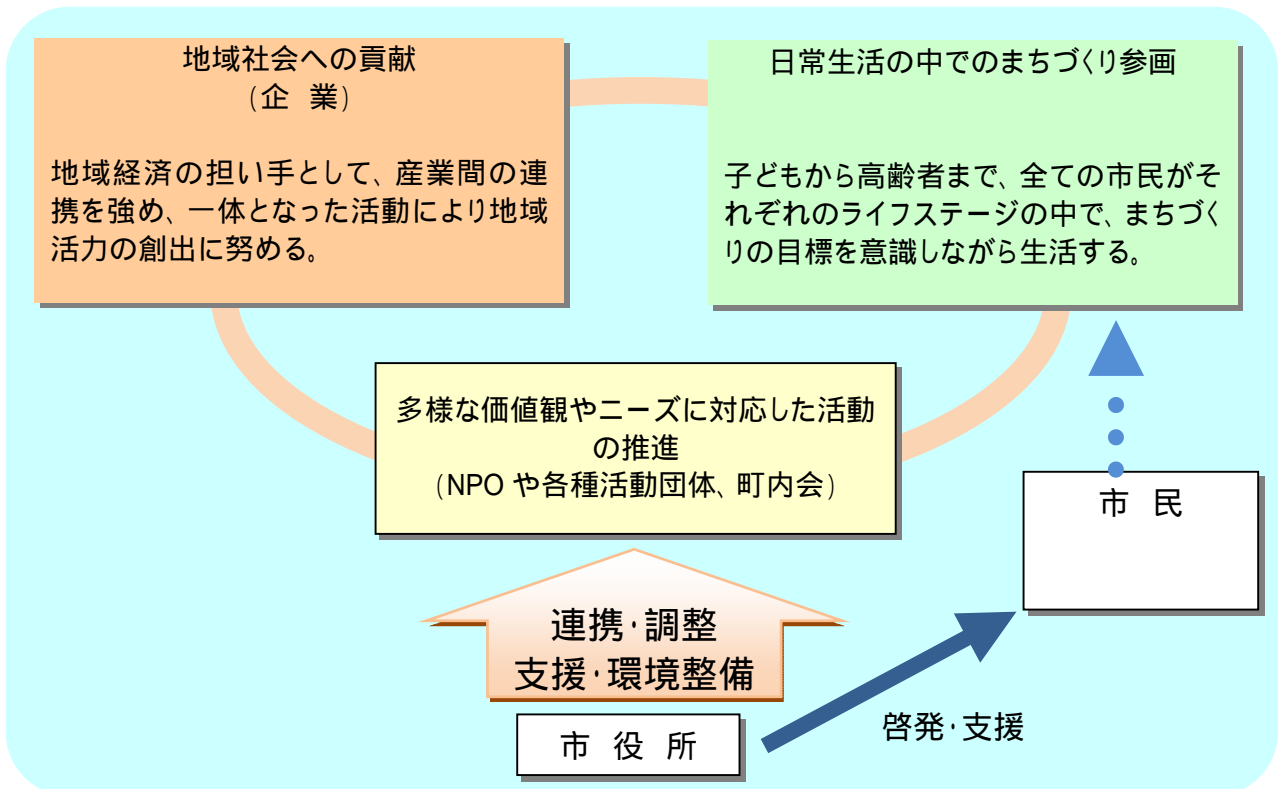 地域社会への貢献
(企　業)
地域経済の担い手として、産業間の連
携を強め、一体となった活動により地域
活力の創出に努める。
日常生活の中でのまちづくり参画
子どもから高齢者まで、全ての市民がそ
れぞれのライフステージの中で、まちづく
りの目標を意識しながら生活する。
多様な価値観やニーズに対応した活動
の推進
(NPO や各種活動団体、町内会)
市　民
連携・調整
支援・環境整備
市　役　所
啓発・支援